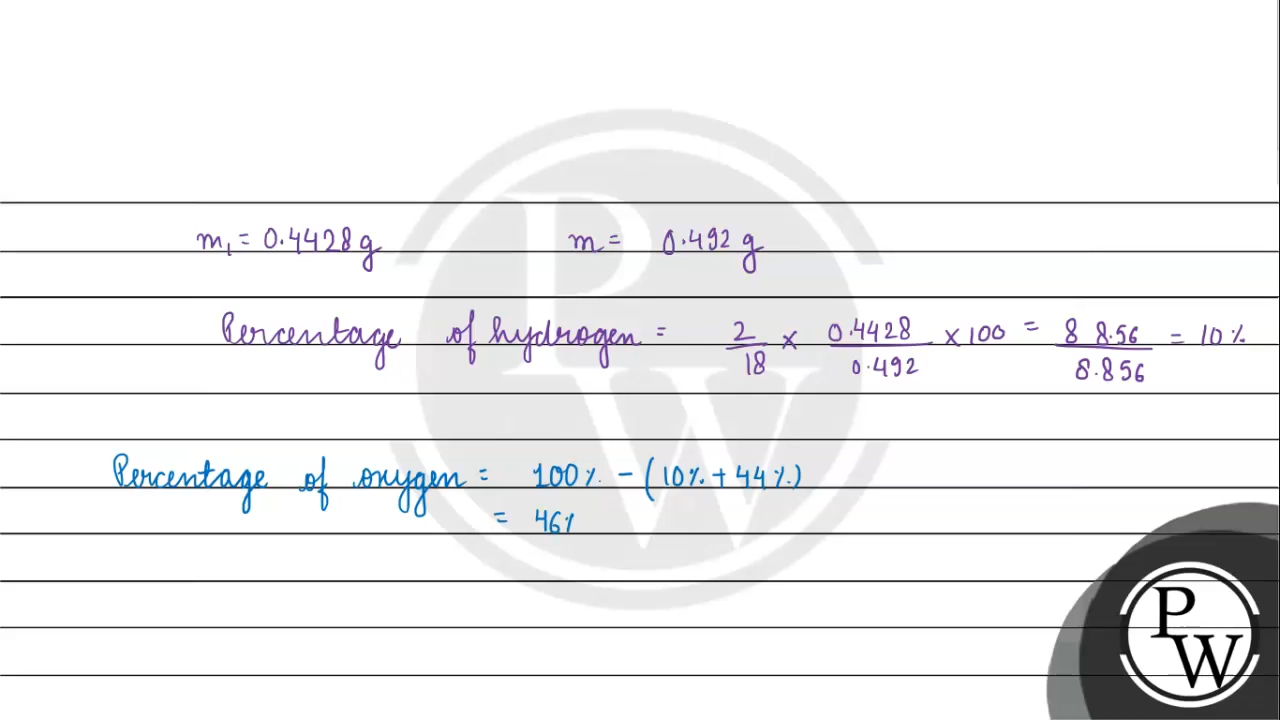 m₁ = 0.4428 g m = 0.492 g
Percentage of hydrogen = 2/18 × 0.4428/0.492 × 100 = 88.56/8.856 = 10%
Percentage of oxygen = 100% - (10% + 44%)
= 46%
P
W
P
W